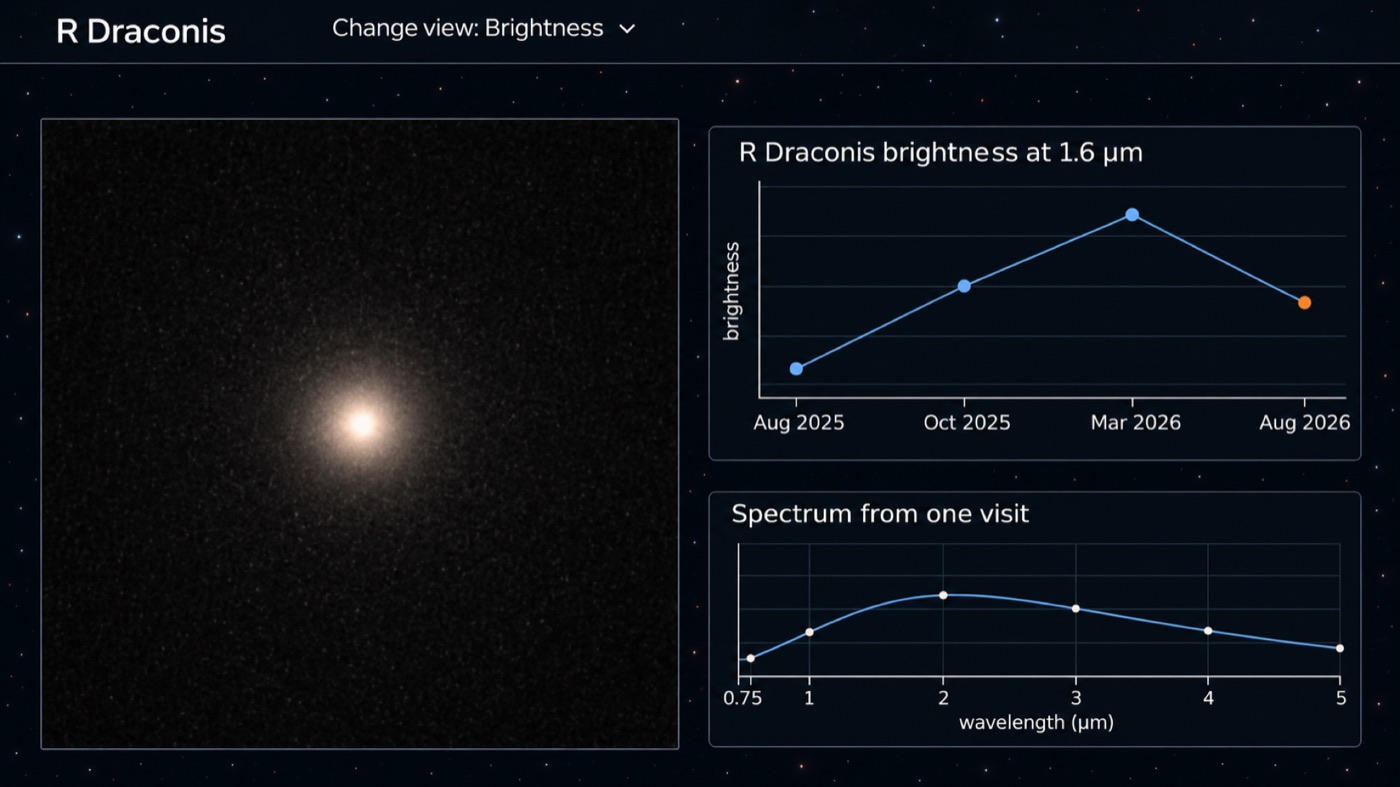 R Draconis
Change view: Brightness
R Draconis brightness at 1.6 µm
brightness
Aug 2025 Oct 2025 Mar 2026 Aug 2026
Spectrum from one visit
0.75 1 2 3 4 5
wavelength (µm)